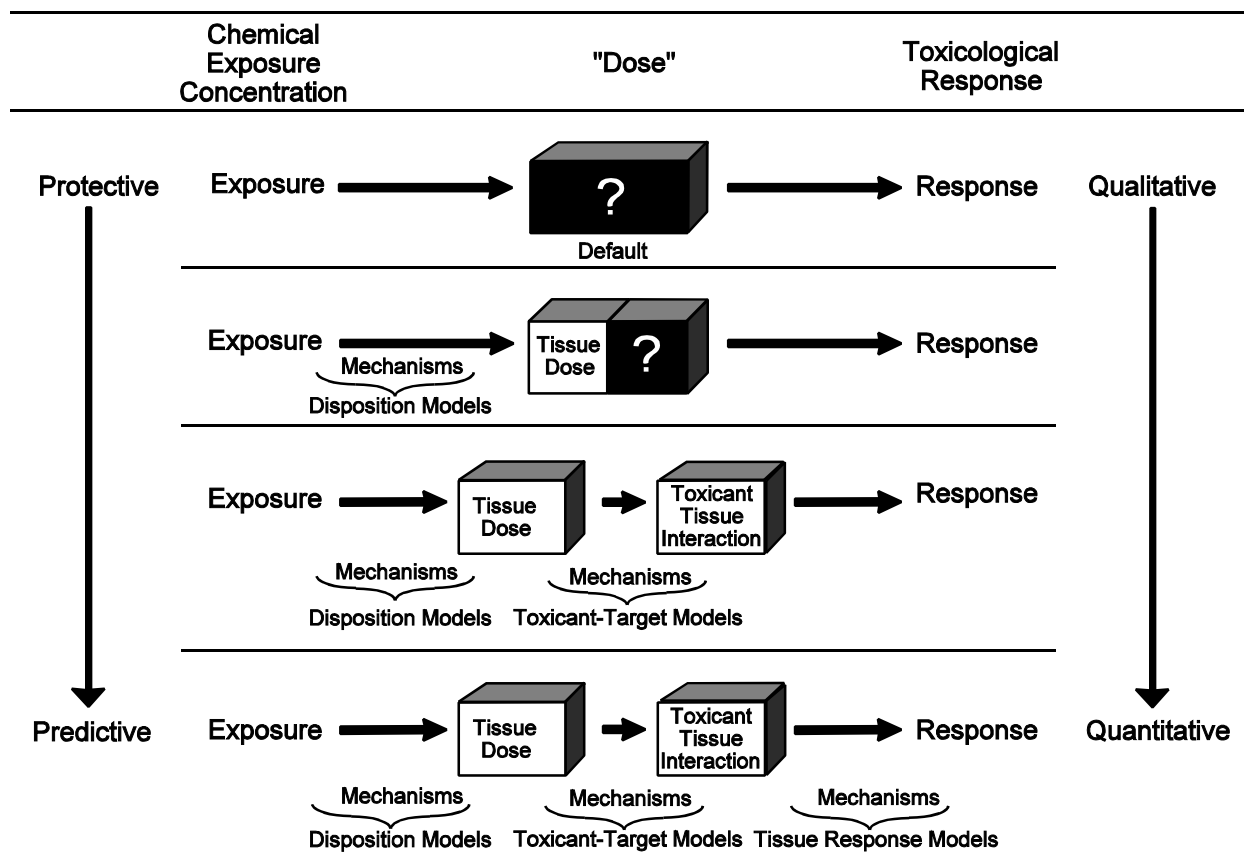 Chemical
Exposure
Concentration
"Dose"
Toxicological
Response
Protective
Exposure
?
Default
Response
Qualitative
Exposure
Mechanisms
Disposition Models
Tissue
Dose
?
Response
Exposure
Mechanisms
Disposition Models
Tissue
Dose
Mechanisms
Toxicant-Target Models
Toxicant
Tissue
Interaction
Response
Predictive
Exposure
Mechanisms
Disposition Models
Tissue
Dose
Mechanisms
Toxicant-Target Models
Toxicant
Tissue
Interaction
Mechanisms
Tissue Response Models
Response
Quantitative